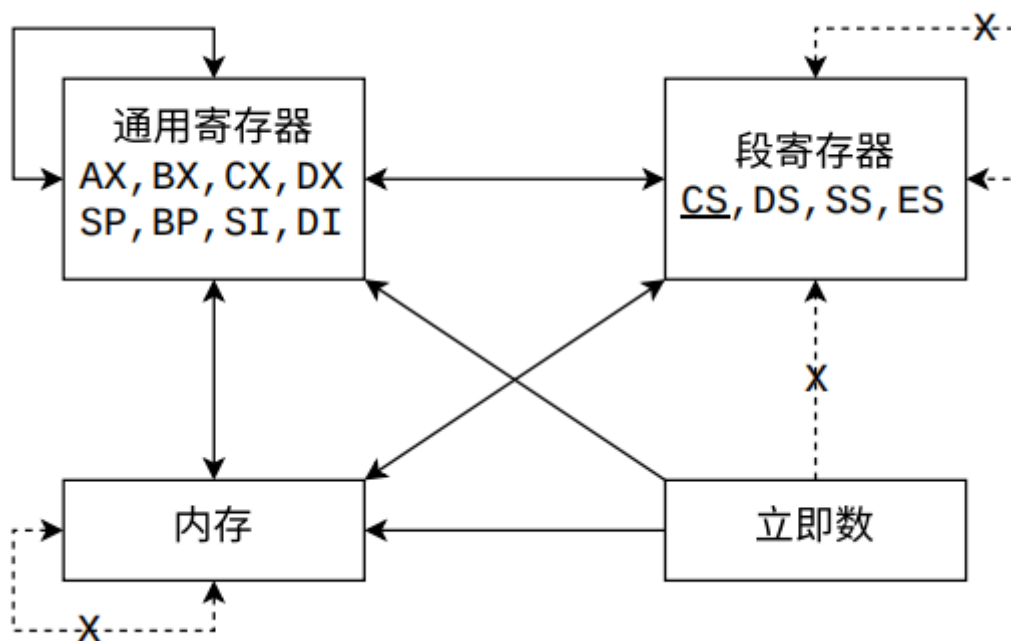 X
通用寄存器
AX,BX,CX,DX
SP,BP,SI,DI
段寄存器
CS,DS,SS,ES
X
内存
立即数
X